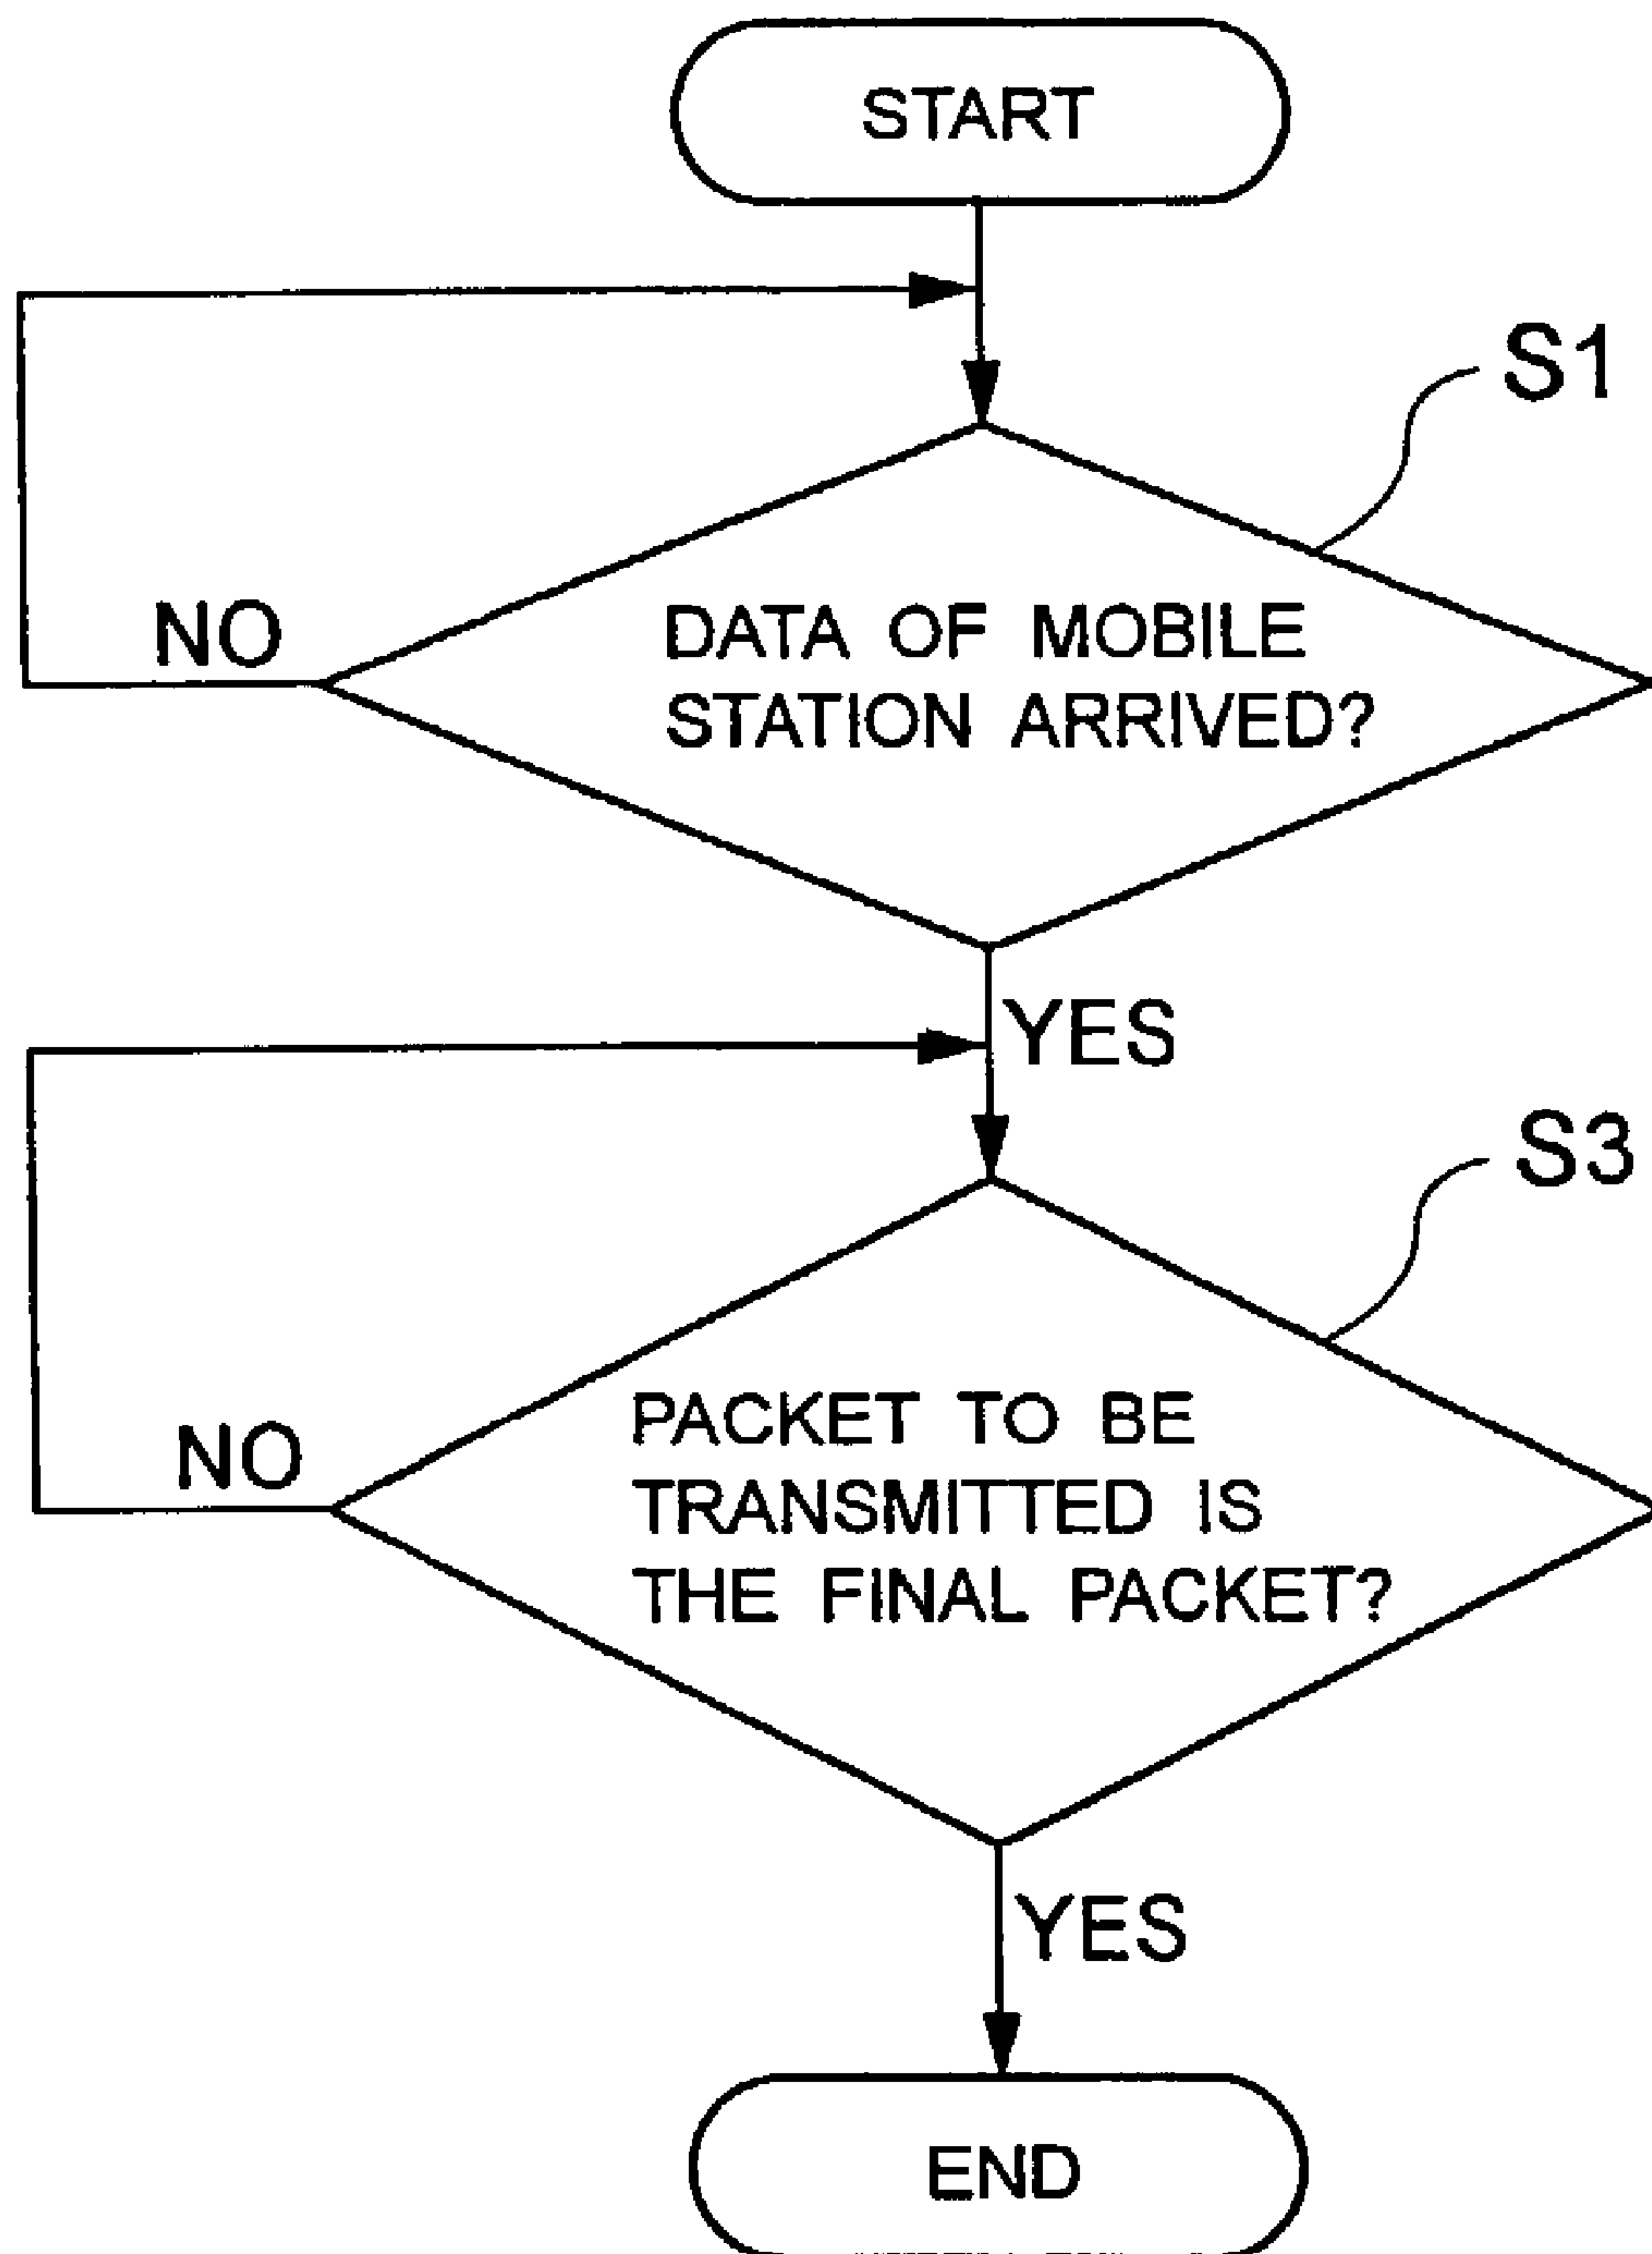 START
S1
NO
DATA OF MOBILE
STATION ARRIVED?
YES
S3
NO
PACKET TO BE
TRANSMITTED IS
THE FINAL PACKET?
YES
END